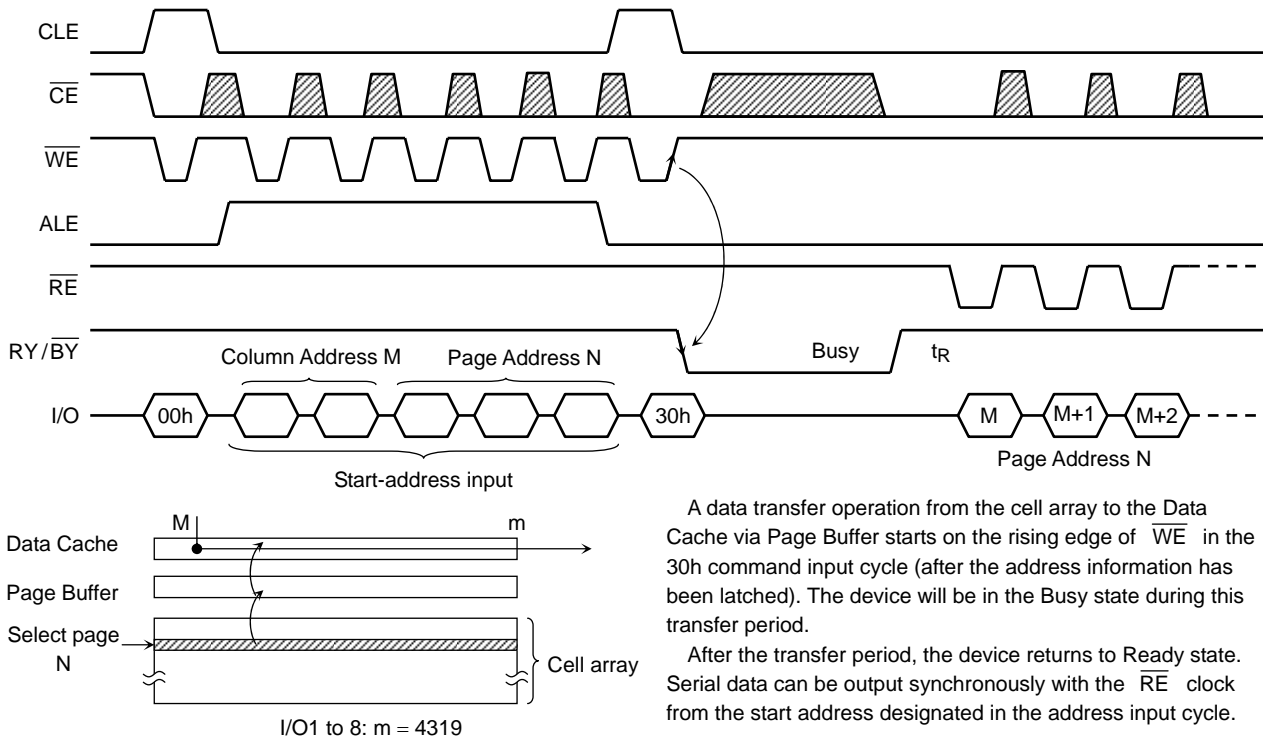 CLE
CE
WE
ALE
RE
RY/BY
Column Address M
Page Address N
Busy
tR
I/O
00h
30h
M
M+1
M+2
Start-address input
Page Address N
M
m
Data Cache
Page Buffer
Select page
N
Cell array
I/O1 to 8: m = 4319
A data transfer operation from the cell array to the Data
Cache via Page Buffer starts on the rising edge of WE in the
30h command input cycle (after the address information has
been latched). The device will be in the Busy state during this
transfer period.
After the transfer period, the device returns to Ready state.
Serial data can be output synchronously with the RE clock
from the start address designated in the address input cycle.